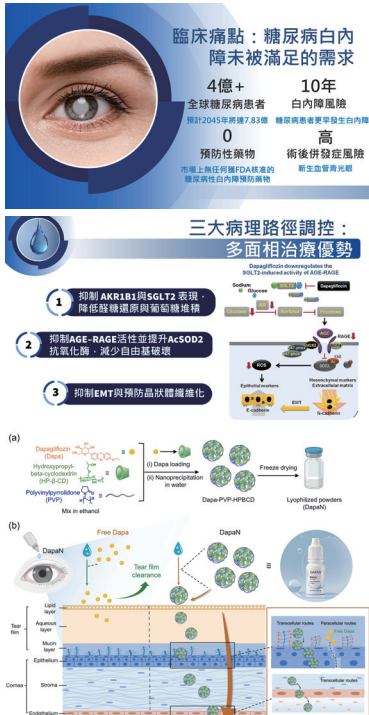 臨床痛點：糖尿病白內
障未被滿足的需求
4億+
全球糖尿病患者
預計2045年將達7.83億
10年
白內障風險
糖尿病患者更早發生白內障
0
預防性藥物
市場上無任何獲FDA核准的
糖尿病性白內障預防藥物
高
術後併發症風險
新生血管青光眼
三大病理路徑調控：
多面相治療優勢
1
抑制 AKR1B1與SGLT2 表現，
降低醛糖還原與葡萄糖堆積
2
抑制AGE-RAGE活性並提升AcSOD2
抗氧化酶，減少自由基破壞
3
抑制EMT與預防晶狀體纖維化
Dapagliflozin downregulates the
SGLT2-induced activity of AGE-RAGE
Sodium
Glucose
SGLT2
Dapagliflozin
Glucose
Sorbitol
Fructose
AGE
RAGE
ROS
SOD2
Epithelial markers
E-cadherin
EMT
Mesenchymal markers
Extracellular matrix
N-cadherin
(a)
Dapagliflozin
(Dapa)
Hydroxypropyl-
beta-cyclodextrin
(HP-β-CD)
Polyvinylpyrrolidone
(PVP)
Mix in ethanol
(i) Dapa loading
(ii) Nanoprecipitation
in water
Dapa-PVP-HPBCD
Freeze drying
Lyophilized powders
(DapaN)
(b)
DapaN
Free Dapa
Tear film
clearance
DapaN
Tear
film
Lipid
layer
Aqueous
layer
Mucin
layer
Cornea
Epithelium
Stroma
Endothelium
Transcellular routes
Paracellular routes
Free Dapa
Transcellular routes